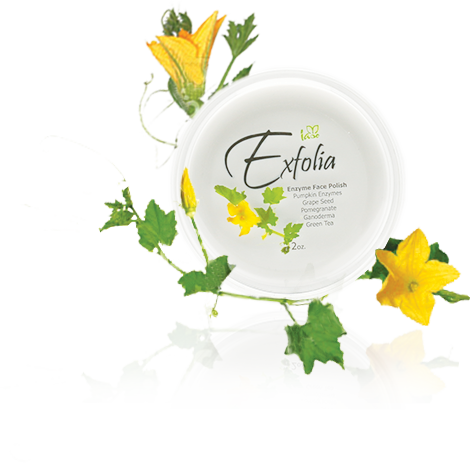 Exfolia
Enzyme Face Polish
Pumpkin Enzymes
Grape Seed
Pomegranate
Ganoderma
Green Tea
2oz.